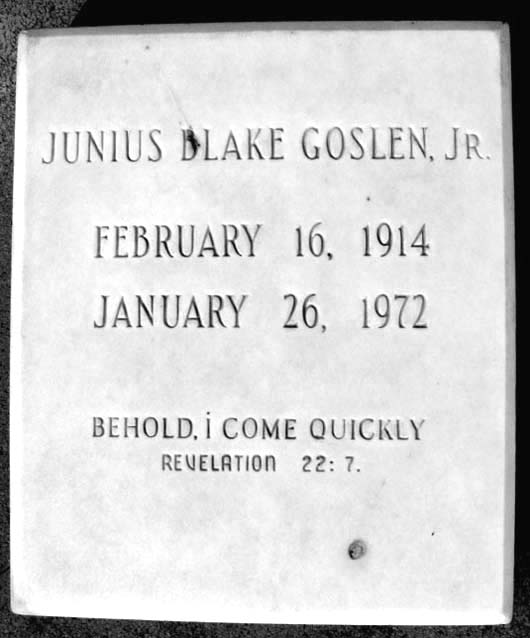 JUNIUS BLAKE GOSLEN, JR.
FEBRUARY 16, 1914
JANUARY 26, 1972
BEHOLD, i COME QUICKLY
REVELATION 22: 7.